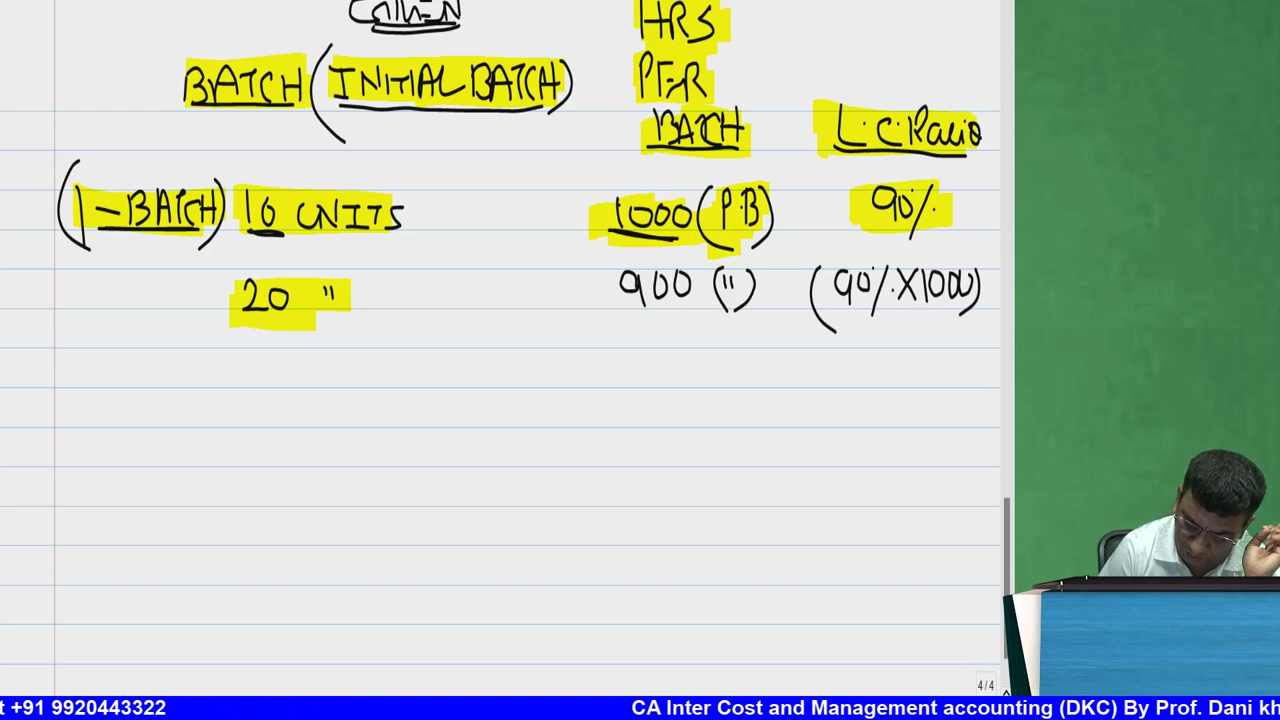 HRS
BATCH (INITIAL BATCH) PER
BATCH L.C. Ratio
(1-BATCH) 10 UNITS 1000 (P.B) 90%
20 " 900 (") (90% X 1000)
4/4
t +91 9920443322 CA Inter Cost and Management accounting (DKC) By Prof. Dani kh